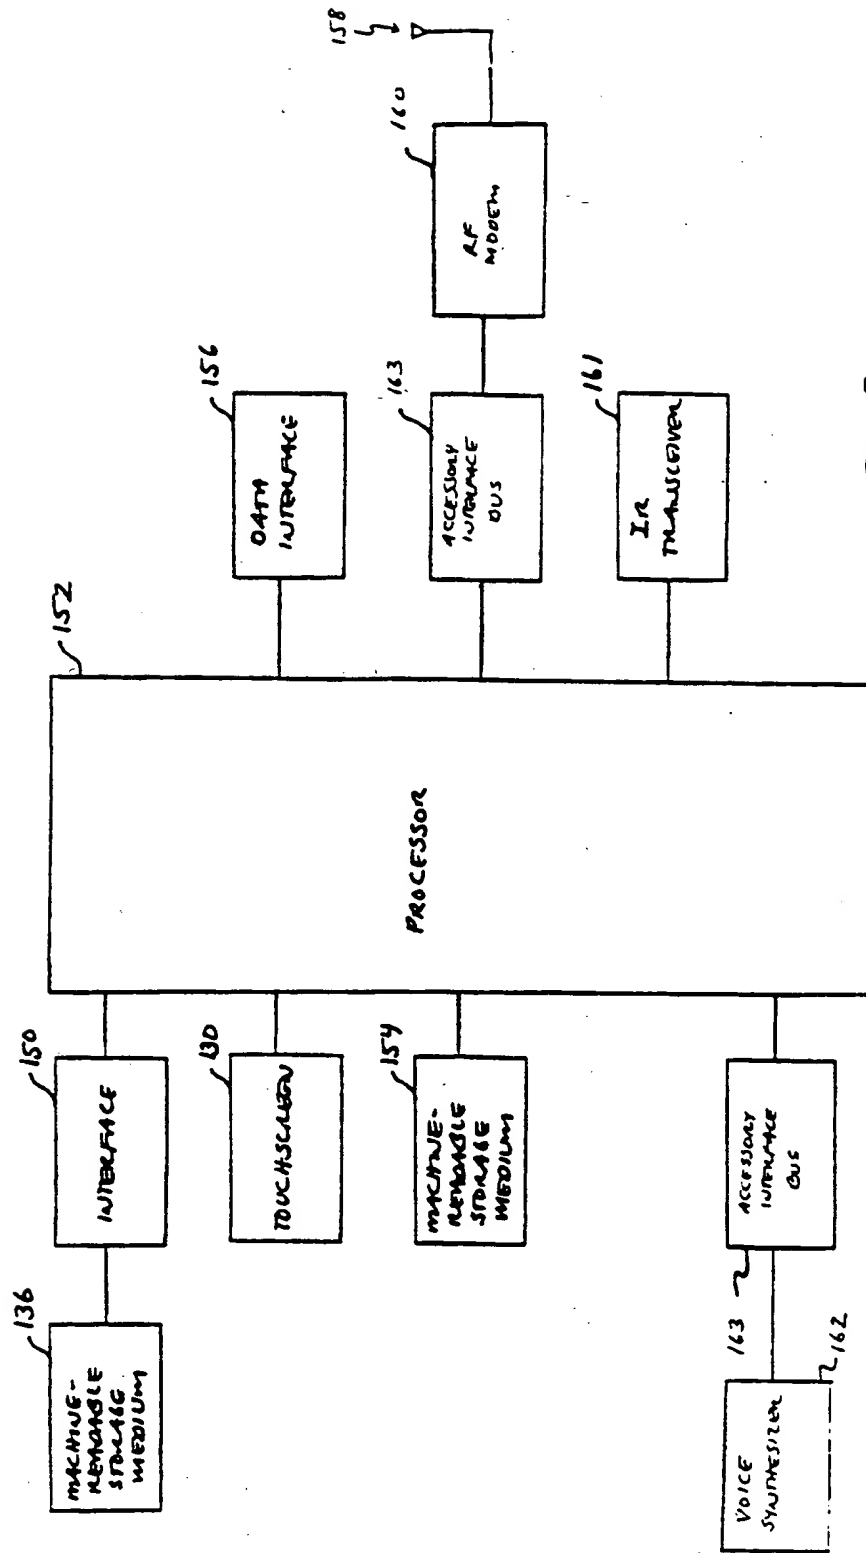 136
MACHINE-
READABLE
STORAGE
MEDIUM
150
INTERFACE
130
TOUCHSCREEN
154
MACHINE-
READABLE
STORAGE
MEDIUM
VOICE
SYNTHESIZER
162
163
ACCESSORY
INTERFACE
BUS
152
PROCESSOR
156
DATA
INTERFACE
163
ACCESSORY
INTERFACE
BUS
161
IR
TRANSCEIVER
160
RF
MODEM
158